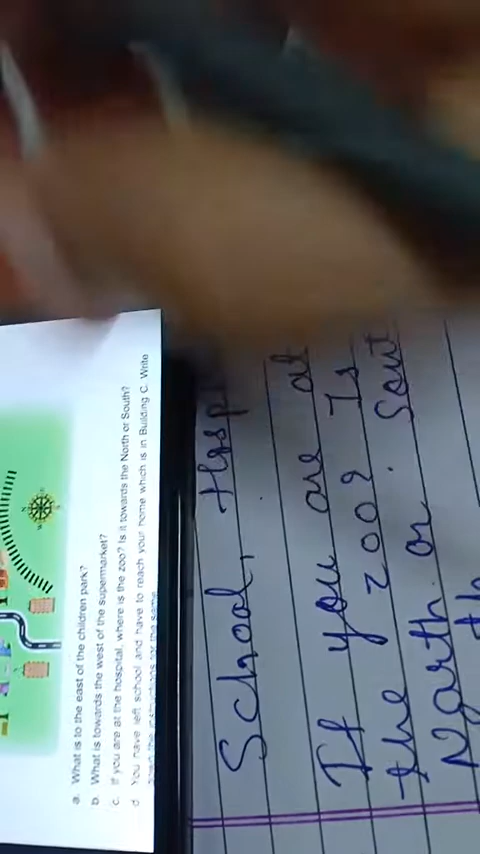 a. What is to the east of the children park?
b. What is towards the west of the supermarket?
c. If you are at the hospital, where is the zoo? Is it towards the North or South?
d. You have left school and have to reach your home which is in Building C. Write
School, Hosp
If you are at
the zoo? Is
North or Sout